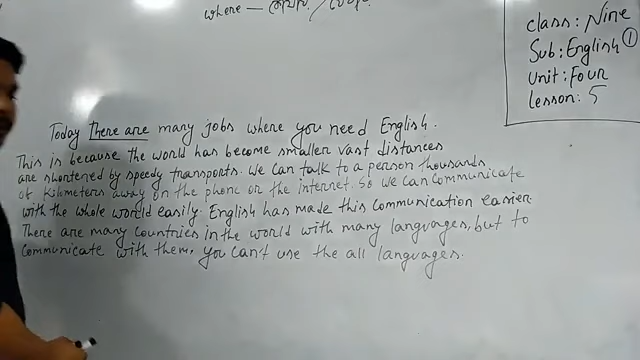 where —
class: Nine
Sub: English ①
Unit: Four
lesson: 5
Today There are many jobs where you need English.
This is because the world has become smaller vast distances
are shortened by speedy transports. We can talk to a person thousands
of kilometers away on the phone or the internet. So we can communicate
with the whole world easily. English has made this communication easier.
There are many countries in the world with many languages, but to
communicate with them, you can't use the all languages.